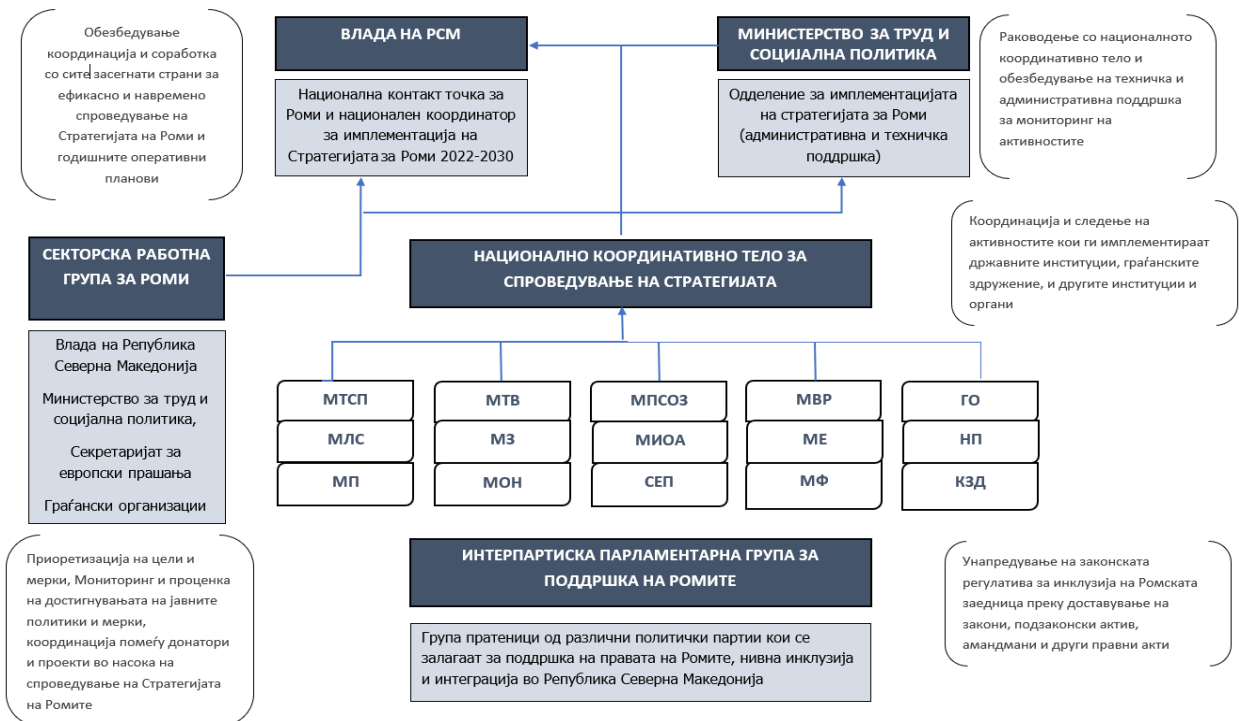 Обезбедување
координација и соработка
со сите засегнати страни за
ефикасно и навремено
спроведување на
Стратегијата на Роми и
годишните оперативни
планови
ВЛАДА НА РСМ
Национална контакт точка за
Роми и национален координатор
за имплементација на
Стратегијата за Роми 2022-2030
МИНИСТЕРСТВО ЗА ТРУД И
СОЦИЈАЛНА ПОЛИТИКА
Одделение за имплементацијата
на стратегијата за Роми
(административна и техничка
поддршка)
Раководење со националното
координативно тело и
обезбедување на техничка и
административна поддршка
за мониторинг на
активностите
СЕКТОРСКА РАБОТНА
ГРУПА ЗА РОМИ
Влада на Република
Северна Македонија
Министерство за труд и
социјална политика,
Секретаријат за
европски прашања
Граѓански организации
НАЦИОНАЛНО КООРДИНАТИВНО ТЕЛО ЗА
СПРОВЕДУВАЊЕ НА СТРАТЕГИЈАТА
Координација и следење на
активностите кои ги имплементираат
државните институции, граѓанските
здружение, и другите институции и
органи
МТСП
МТВ
МПСОЗ
МВР
ГО
МЛС
МЗ
МИОА
МЕ
НП
МП
МОН
СЕП
МФ
КЗД
Приоретизација на цели и
мерки, Мониторинг и проценка
на достигнувањата на јавните
политики и мерки,
координација помеѓу донатори
и проекти во насока на
спроведување на Стратегијата
на Ромите
ИНТЕРПАРТИСКА ПАРЛАМЕНТАРНА ГРУПА ЗА
ПОДДРШКА НА РОМИТЕ
Група пратеници од различни политички партии кои се
залагаат за поддршка на правата на Ромите, нивна инклузија
и интеграција во Република Северна Македонија
Унапредување на законската
регулатива за инклузија на Ромската
заедница преку доставување на
закони, подзаконски актив,
амандмани и други правни акти